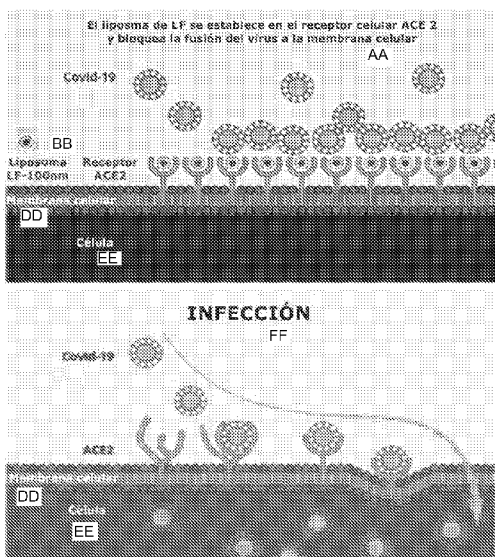 El liposoma de LF se establece en el receptor celular ACE 2
y bloquea la fusión del virus a la membrana celular
AA
Covid-19
BB
Liposoma Receptor
LF-100nm ACE2
Membrana celular
DD
Célula
EE
INFECCIÓN
FF
Covid-19
ACE2
Membrana celular
DD
Célula
EE